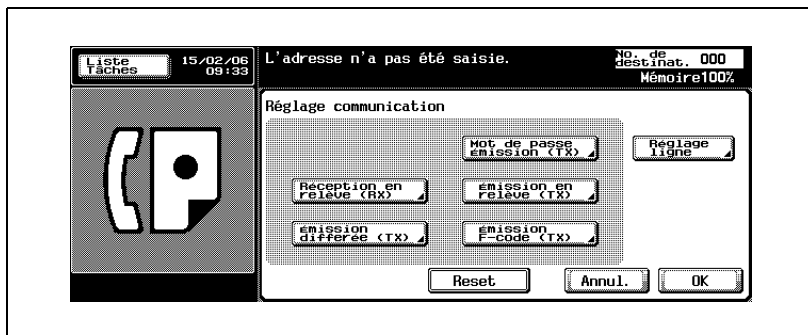 Liste
Tâches
15/02/06
09:33
L'adresse n'a pas été saisie.
No. de
destinat. 000
Mémoire100%
Réglage communication
Mot de passe
émission (TX)
Réglage
ligne
Réception en
relève (RX)
émission en
relève (TX)
émission
différée (TX)
émission
F-code (TX)
Reset
Annul.
OK